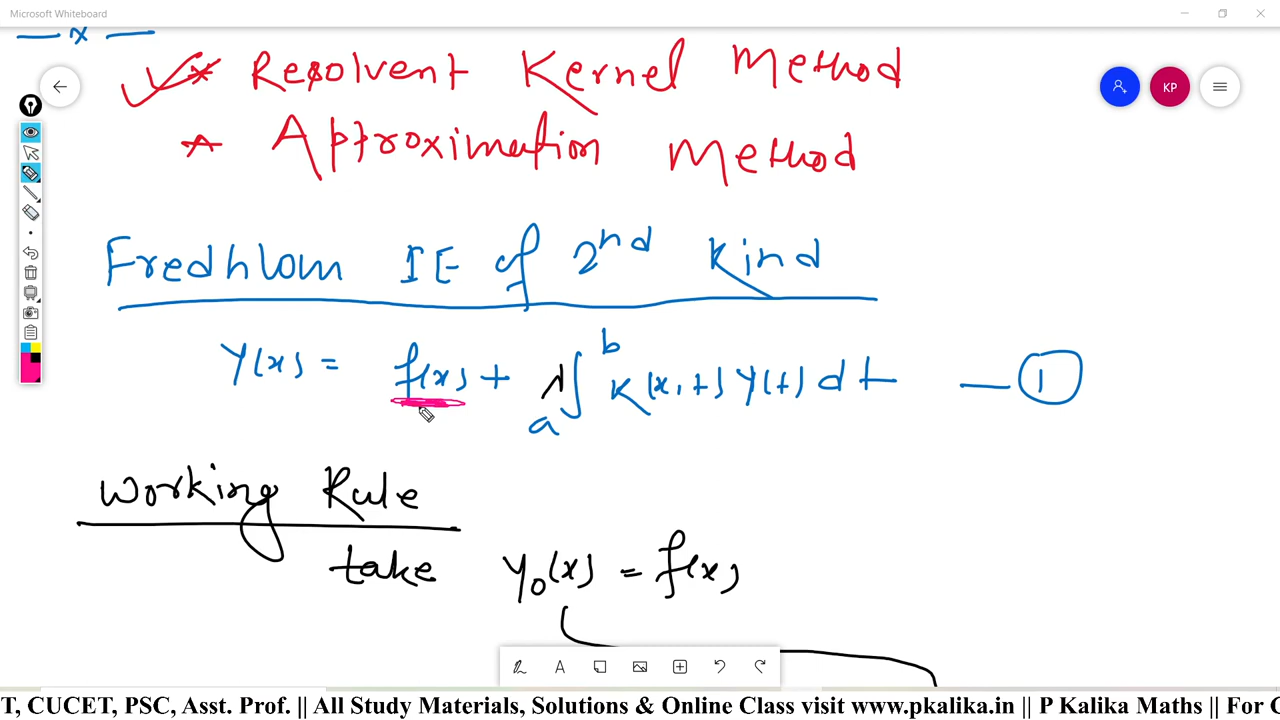 Microsoft Whiteboard
— x —
* Resolvent Kernel Method
KP
* Approximation Method
Fredhlom IE of 2nd Kind
y(x) = f(x) + λ∫_a^b K(x,t) y(t) dt — ①
Working Rule
take y₀(x) = f(x)
T, CUCET, PSC, Asst. Prof. || All Study Materials, Solutions & Online Class visit www.pkalika.in || P Kalika Maths || For C